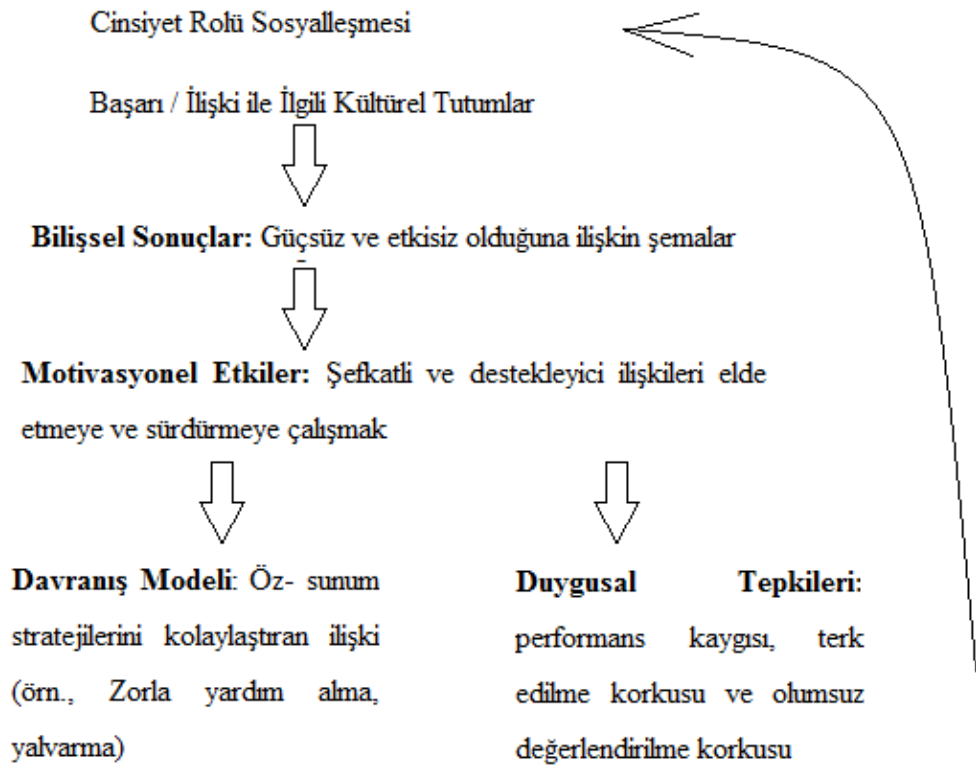 Cinsiyet Rolü Sosyalleşmesi
Başarı / İlişki ile İlgili Kültürel Tutumlar
Bilişsel Sonuçlar: Güçsüz ve etkisiz olduğuna ilişkin şemalar
Motivasyonel Etkiler: Şefkatli ve destekleyici ilişkileri elde
etmeye ve sürdürmeye çalışmak
Davranış Modeli: Öz- sunum
stratejilerini kolaylaştıran ilişki
(örn., Zorla yardım alma,
yalvarma)
Duygusal Tepkileri:
performans kaygısı, terk
edilme korkusu ve olumsuz
değerlendirilme korkusu